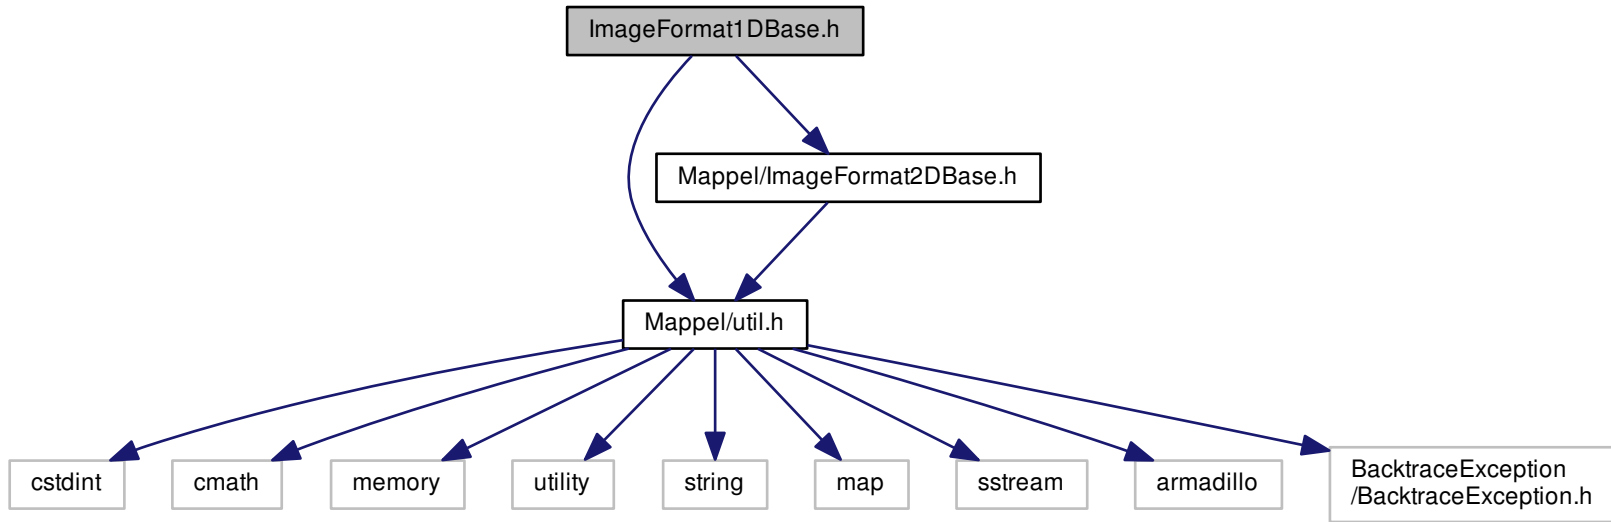 ImageFormat1DBase.h
Mappel/ImageFormat2DBase.h
Mappel/util.h
cstdint
cmath
memory
utility
string
map
sstream
armadillo
BacktraceException
/BacktraceException.h